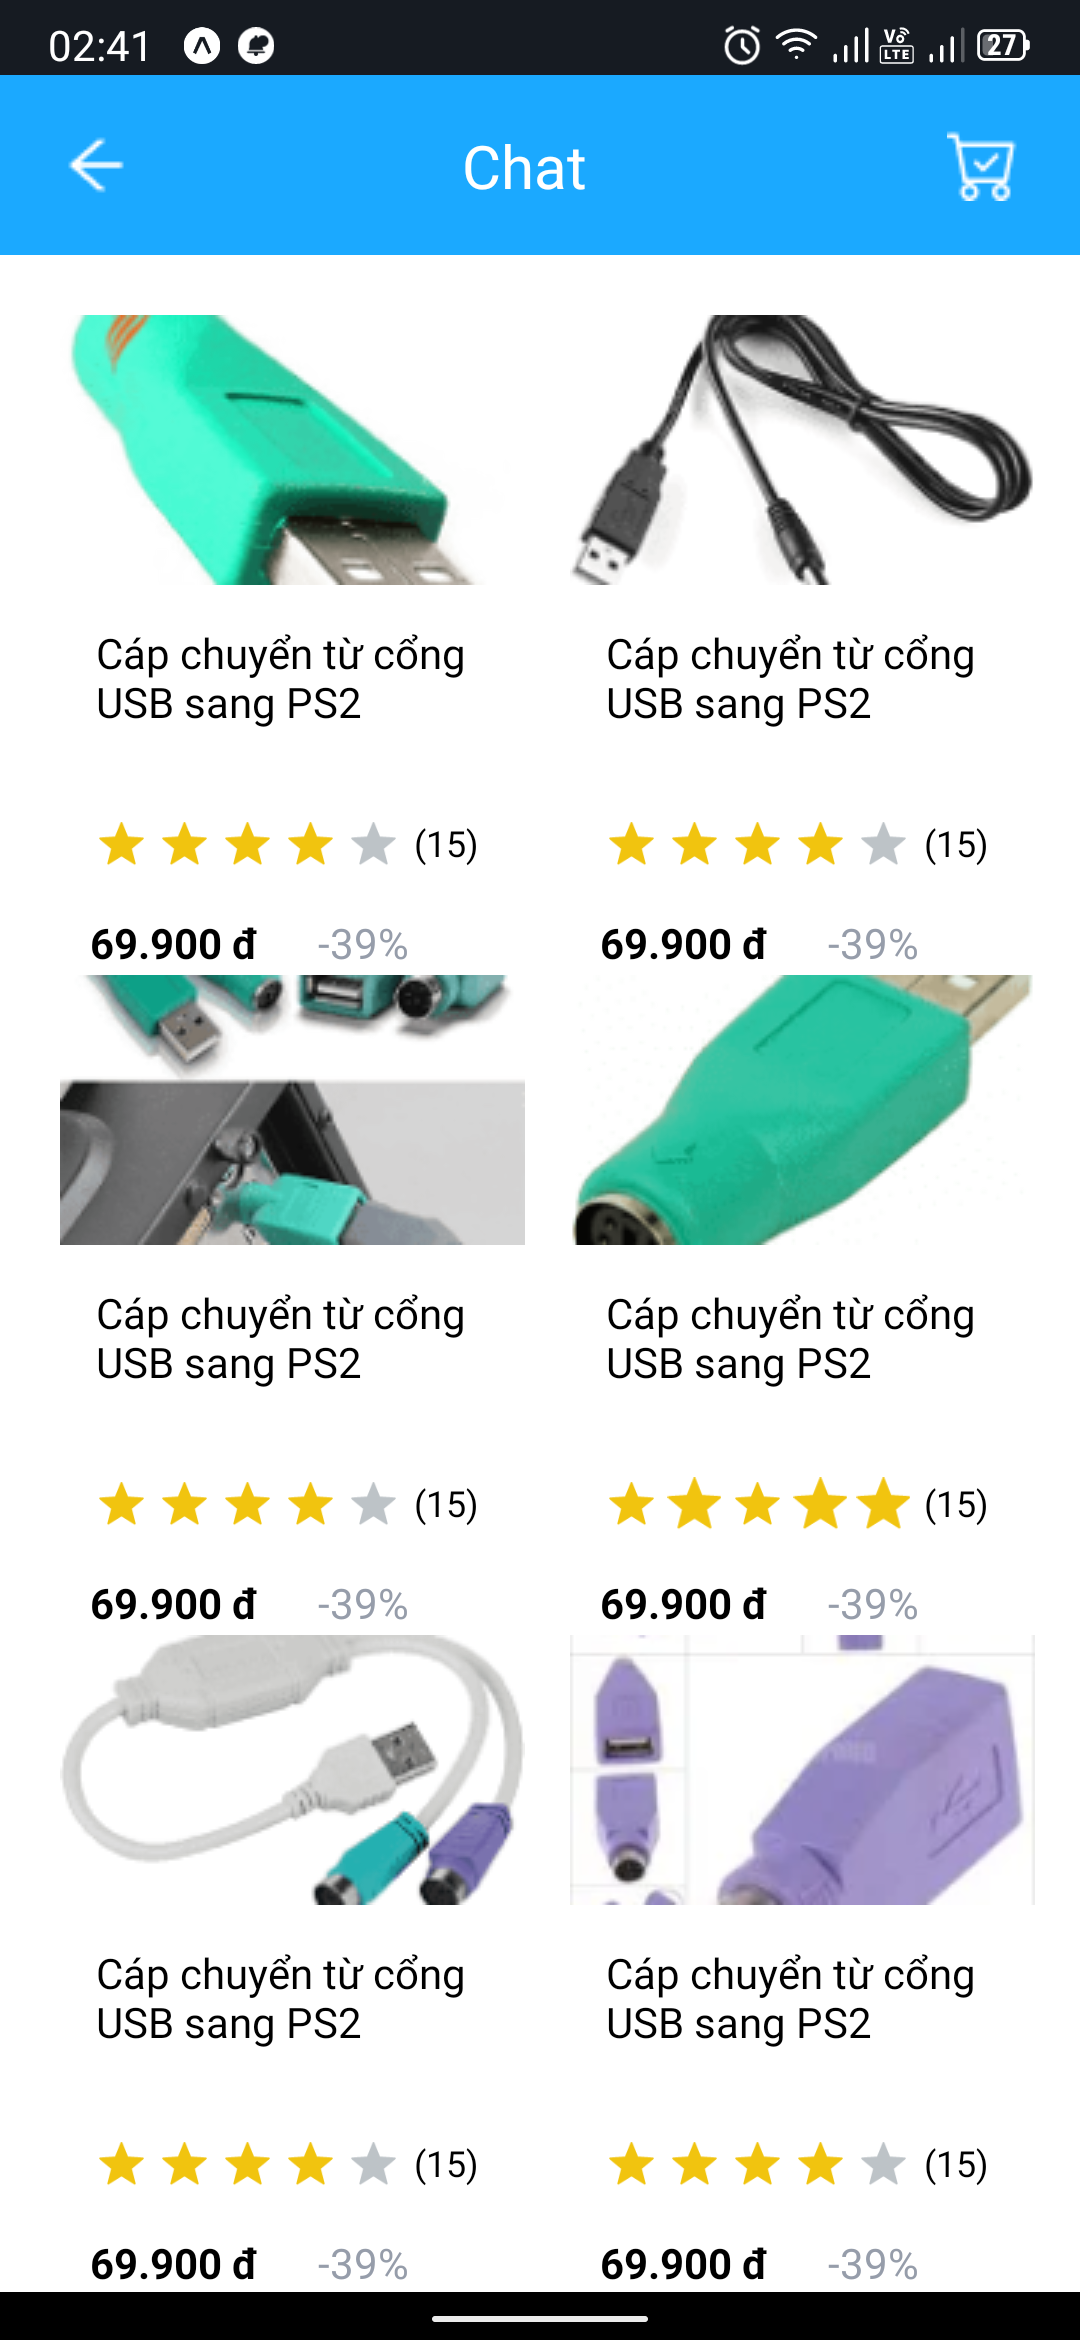 02:41
Vo
LTE
27
Chat
Cáp chuyển từ cổng
USB sang PS2
(15)
69.900 đ -39%
Cáp chuyển từ cổng
USB sang PS2
(15)
69.900 đ -39%
Cáp chuyển từ cổng
USB sang PS2
(15)
69.900 đ -39%
Cáp chuyển từ cổng
USB sang PS2
(15)
69.900 đ -39%
Cáp chuyển từ cổng
USB sang PS2
(15)
69.900 đ -39%
Cáp chuyển từ cổng
USB sang PS2
(15)
69.900 đ -39%